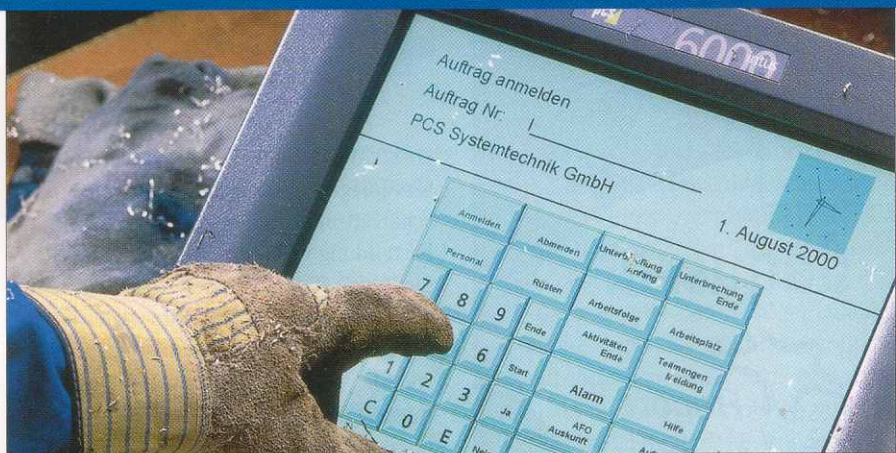 pcs
6000 plus
Auftrag anmelden
Auftrag Nr:
PCS Systemtechnik GmbH
1. August 2000
Anmelden
Abmelden
Unterbrechung
Anfang
Unterbrechung
Ende
Personal
Rüsten
Arbeitsfolge
Arbeitsplatz
7 8 9
Ende
Aktivitäten
Ende
Teilmengen
Meldung
6
Start
Alarm
Hilfe
1 2 3
Ja
AFO
Auskunft
C 0 E